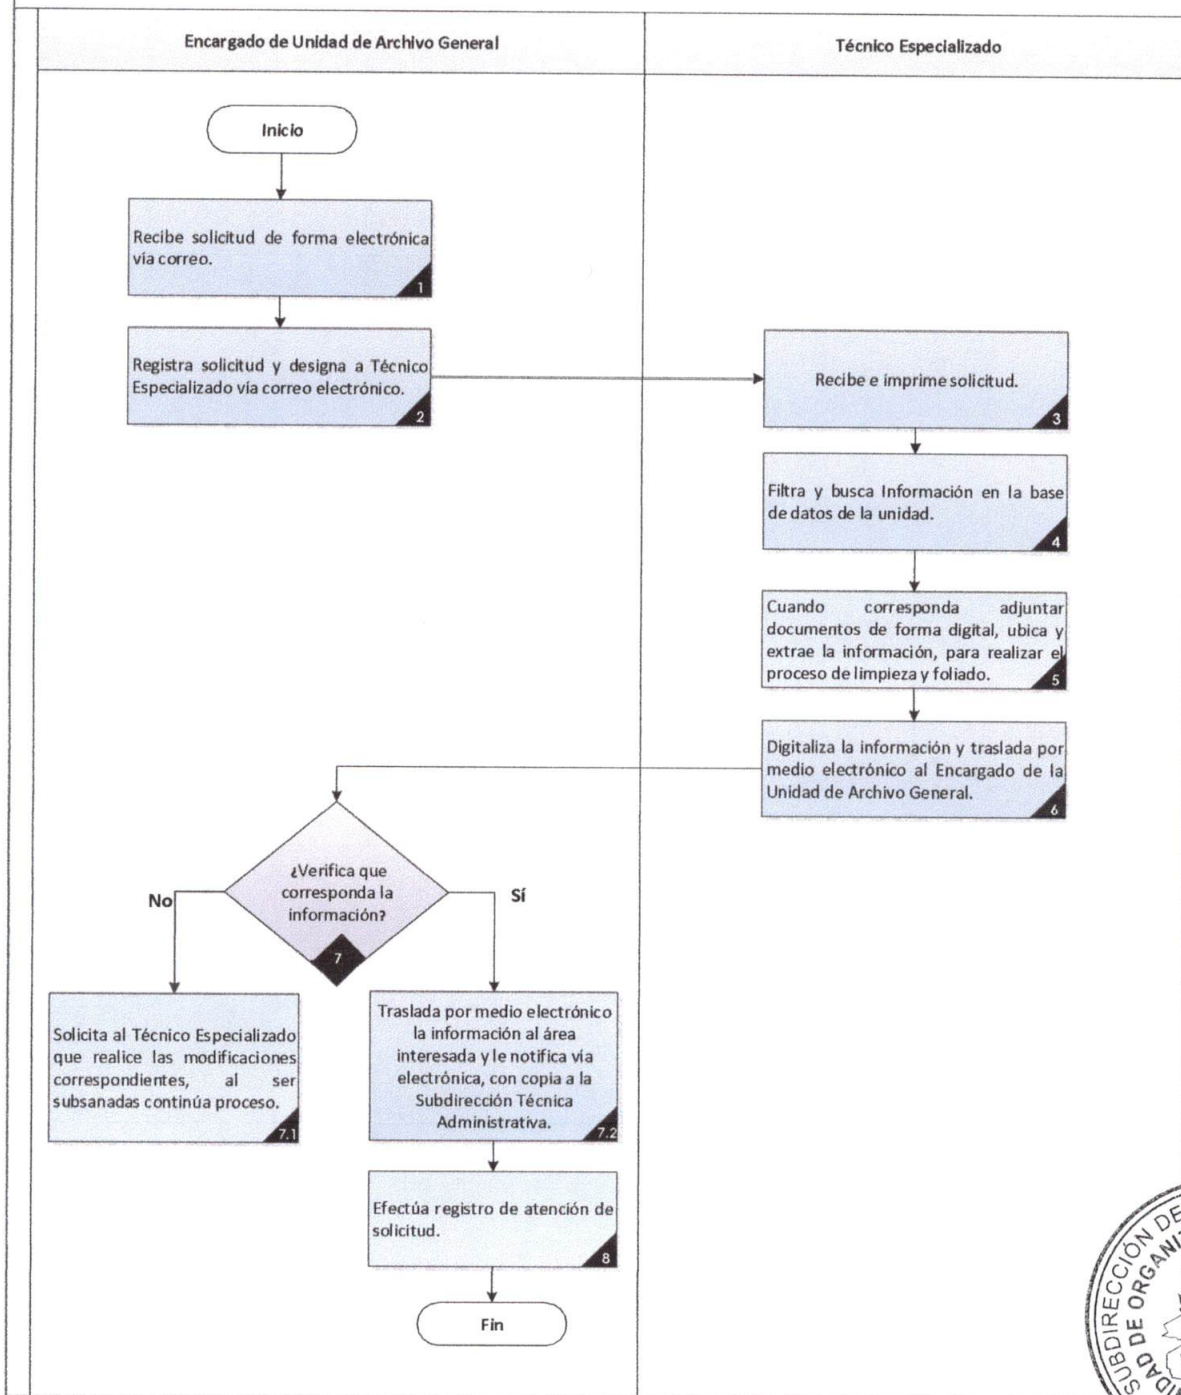 Encargado de Unidad de Archivo General
Técnico Especializado
Inicio
Recibe solicitud de forma electrónica
vía correo.
1
Registra solicitud y designa a Técnico
Especializado vía correo electrónico.
2
Recibe e imprime solicitud.
3
Filtra y busca Información en la base
de datos de la unidad.
4
Cuando corresponda adjuntar
documentos de forma digital, ubica y
extrae la información, para realizar el
proceso de limpieza y foliado.
5
Digitaliza la información y traslada por
medio electrónico al Encargado de la
Unidad de Archivo General.
6
¿Verifica que
corresponda la
información?
7
No
Sí
Solicita al Técnico Especializado
que realice las modificaciones
correspondientes, al ser
subsanadas continúa proceso.
7.1
Traslada por medio electrónico
la información al área
interesada y le notifica vía
electrónica, con copia a la
Subdirección Técnica
Administrativa.
7.2
Efectúa registro de atención de
solicitud.
8
Fin
SUBDIRECCIÓN DE
DE